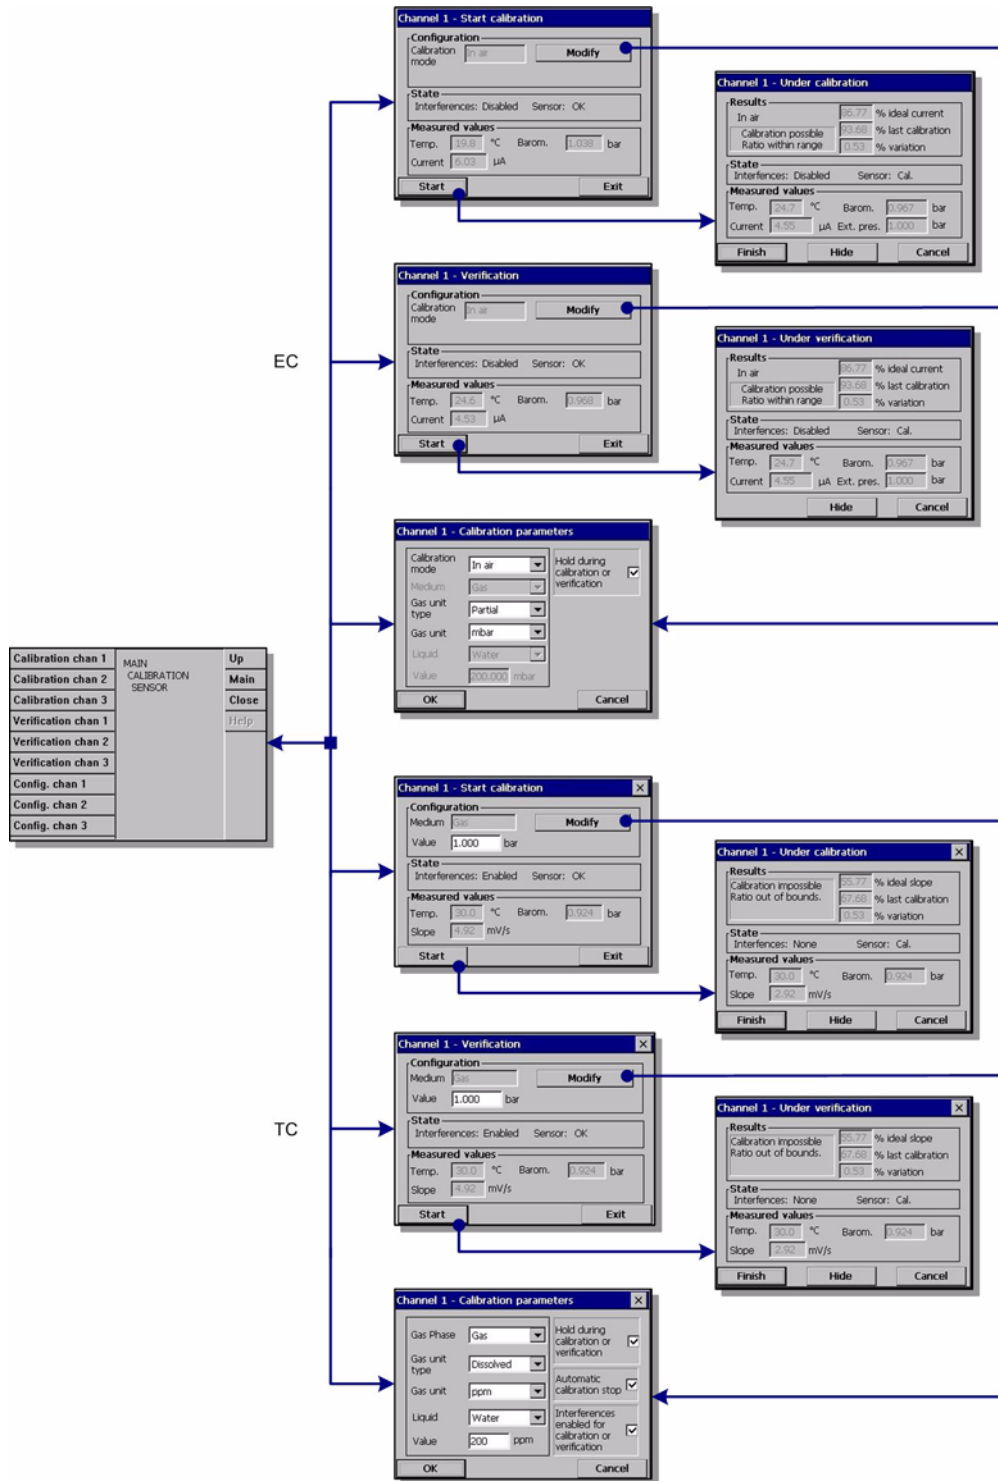 Channel 1 - Start calibration
Configuration
Calibration mode In air Modify
State
Interferences: Disabled Sensor: OK
Measured values
Temp. 19.8 °C Barom. 1.038 bar
Current 6.03 µA
Start Exit
Channel 1 - Under calibration
Results
In air 86.77 % ideal current
Calibration possible 93.68 % last calibration
Ratio within range 0.53 % variation
State
Interfences: Disabled Sensor: Cal.
Measured values
Temp. 24.7 °C Barom. 0.967 bar
Current 4.55 µA Ext. pres. 1.000 bar
Finish Hide Cancel
EC
Channel 1 - Verification
Configuration
Calibration mode In air Modify
State
Interferences: Disabled Sensor: OK
Measured values
Temp. 24.6 °C Barom. 0.968 bar
Current 4.53 µA
Start Exit
Channel 1 - Under verification
Results
In air 86.77 % ideal current
Calibration possible 93.68 % last calibration
Ratio within range 0.53 % variation
State
Interfences: Disabled Sensor: Cal.
Measured values
Temp. 24.7 °C Barom. 0.967 bar
Current 4.55 µA Ext. pres. 1.000 bar
Hide Cancel
Channel 1 - Calibration parameters
Calibration mode In air
Medium Gas
Gas unit type Partial
Gas unit mbar
Liquid Water
Value 200.000 mbar
Hold during
calibration or
verification
OK Cancel
Calibration chan 1
Calibration chan 2
Calibration chan 3
Verification chan 1
Verification chan 2
Verification chan 3
Config. chan 1
Config. chan 2
Config. chan 3
MAIN
CALIBRATION
SENSOR
Up
Main
Close
Help
Channel 1 - Start calibration
Configuration
Medium Gas Modify
Value 1.000 bar
State
Interferences: Enabled Sensor: OK
Measured values
Temp. 30.0 °C Barom. 0.924 bar
Slope 4.92 mV/s
Start Exit
Channel 1 - Under calibration
Results
Calibration impossible
Ratio out of bounds.
55.77 % ideal slope
67.68 % last calibration
0.53 % variation
State
Interfences: None Sensor: Cal.
Measured values
Temp. 30.0 °C Barom. 0.924 bar
Slope 2.92 mV/s
Finish Hide Cancel
TC
Channel 1 - Verification
Configuration
Medium Gas Modify
Value 1.000 bar
State
Interferences: Enabled Sensor: OK
Measured values
Temp. 30.0 °C Barom. 0.924 bar
Slope 4.92 mV/s
Start Exit
Channel 1 - Under verification
Results
Calibration impossible
Ratio out of bounds.
55.77 % ideal slope
67.68 % last calibration
0.53 % variation
State
Interfences: None Sensor: Cal.
Measured values
Temp. 30.0 °C Barom. 0.924 bar
Slope 2.92 mV/s
Finish Hide Cancel
Channel 1 - Calibration parameters
Gas Phase Gas
Gas unit type Dissolved
Gas unit ppm
Liquid Water
Value 200 ppm
Hold during
calibration or
verification
Automatic
calibration stop
Interferences
enabled for
calibration or
verification
OK Cancel